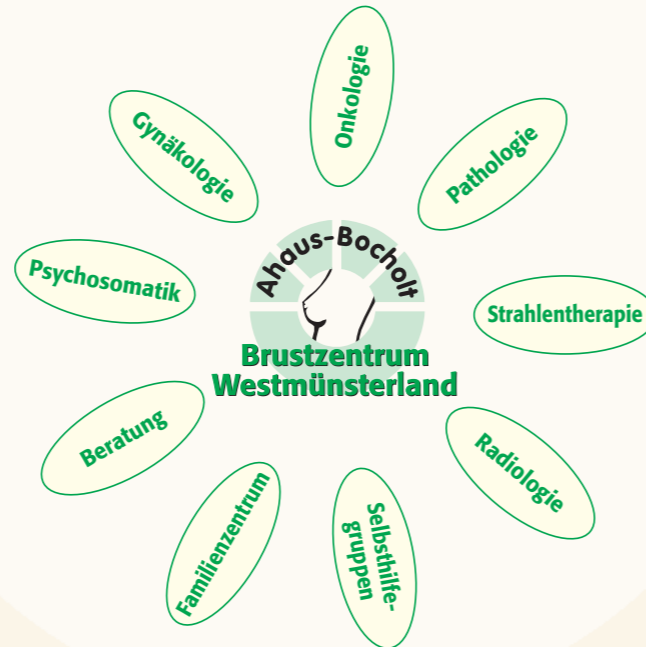 Onkologie
Pathologie
Strahlentherapie
Radiologie
Selbsthilfe-
gruppen
Familienzentrum
Beratung
Psychosomatik
Gynäkologie
Ahaus-Bocholt
Brustzentrum
Westmünsterland